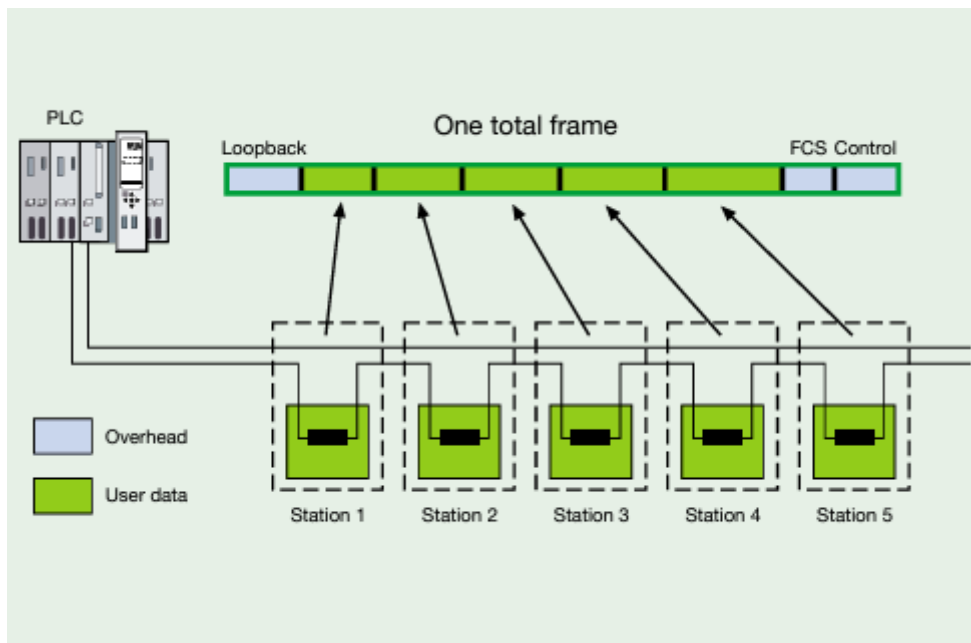 PLC
One total frame
Loopback
FCS Control
Overhead
User data
Station 1
Station 2
Station 3
Station 4
Station 5